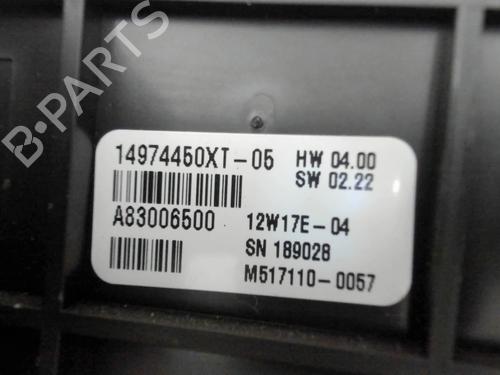 14974450XT-05 HW 04.00
SW 02.22
A83006500 12W17E-04
SN 189028
M517110-0057
B-PARTS